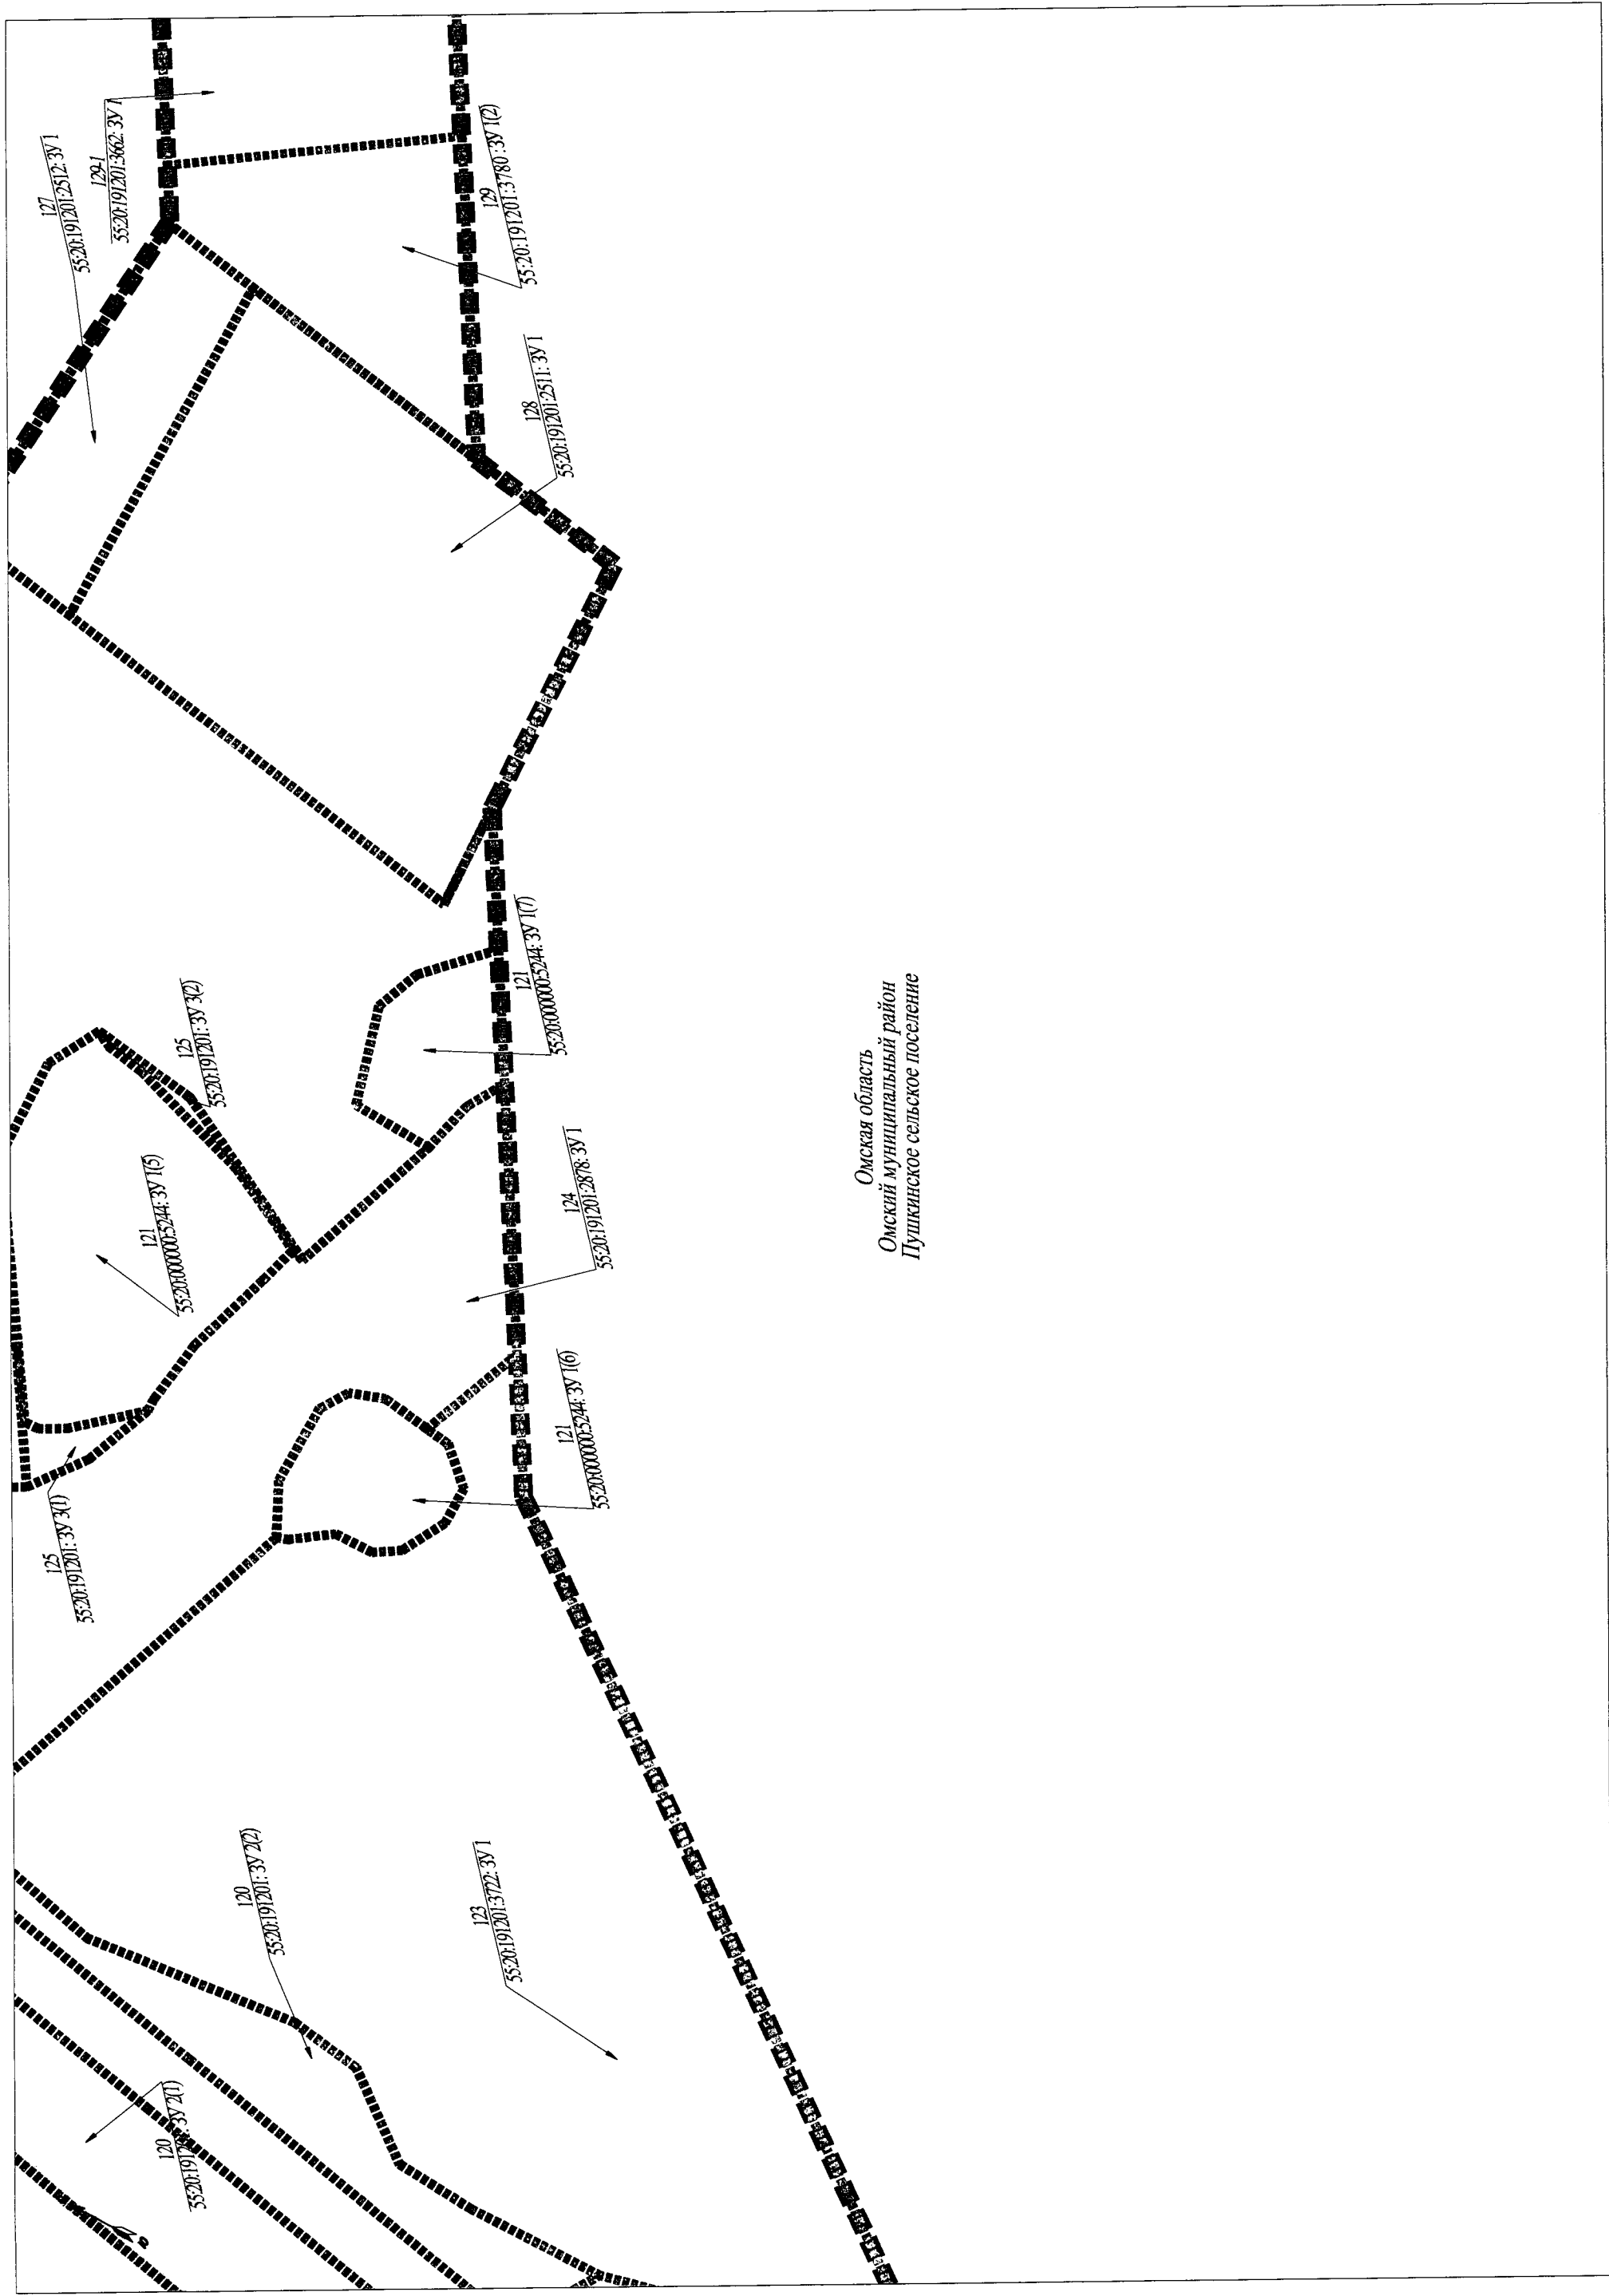 127
55:20:191201:2512: ЗУ 1
129-1
55:20:191201:3662: ЗУ 1
129
55:20:191201:3780 :ЗУ 1(2)
128
55:20:191201:2511: ЗУ 1
125
55:20:191201: ЗУ 3(2)
121
55:20:000000:5244: ЗУ 1(7)
121
55:20:000000:5244: ЗУ 1(5)
124
55:20:191201:2878: ЗУ 1
125
55:20:191201: ЗУ 3(1)
121
55:20:000000:5244: ЗУ 1(6)
120
55:20:191201: ЗУ 2(2)
123
55:20:191201:3722: ЗУ 1
120
55:20:191201: ЗУ 2(1)
Омская область
Омский муниципальный район
Пушкинское сельское поселение